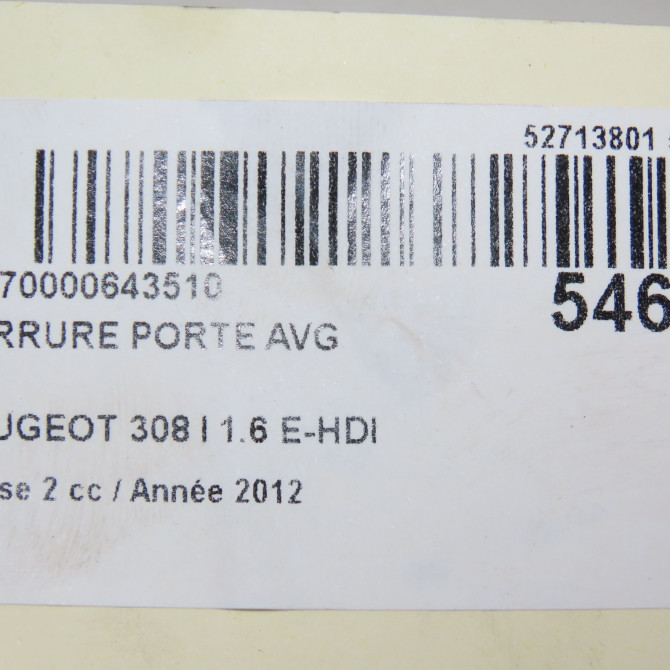 52713801
70000643510
546
RRURE PORTE AVG
UGEOT 308 I 1.6 E-HDI
se 2 cc / Année 2012